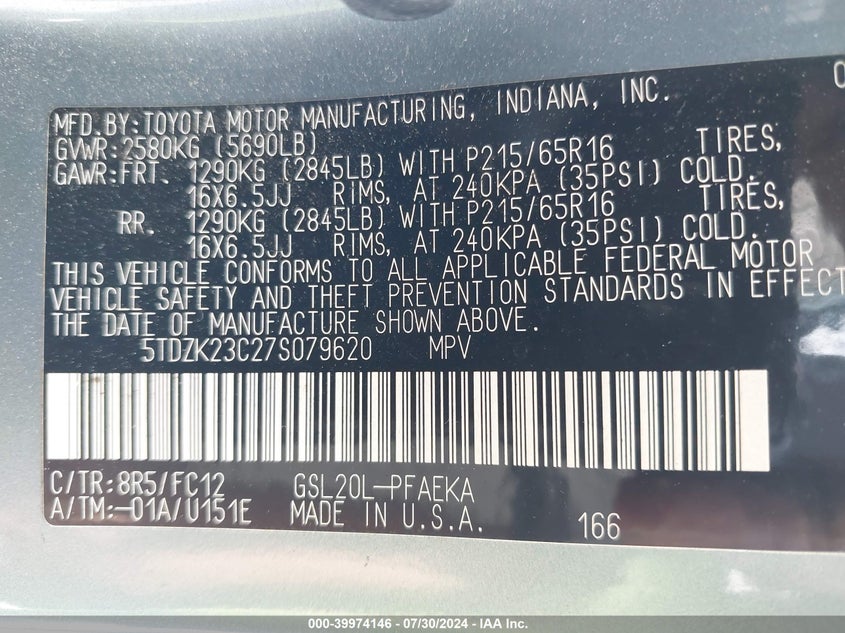 MFD.BY:TOYOTA MOTOR MANUFACTURING, INDIANA, INC. 0
GVWR:2580KG (5690LB)
GAWR:FRT. 1290KG (2845LB) WITH P215/65R16 TIRES,
16X6.5JJ RIMS, AT 240KPA (35PSI) COLD.
RR. 1290KG (2845LB) WITH P215/65R16 TIRES,
16X6.5JJ RIMS, AT 240KPA (35PSI) COLD.
THIS VEHICLE CONFORMS TO ALL APPLICABLE FEDERAL MOTOR
VEHICLE SAFETY AND THEFT PREVENTION STANDARDS IN EFFECT
THE DATE OF MANUFACTURE SHOWN ABOVE.
5TDZK23C27S079620 MPV
C/TR:8R5/FC12 GSL20L-PFAEKA
A/TM:-01A/U151E MADE IN U.S.A. 166
000-39974146 - 07/30/2024 - IAA Inc.